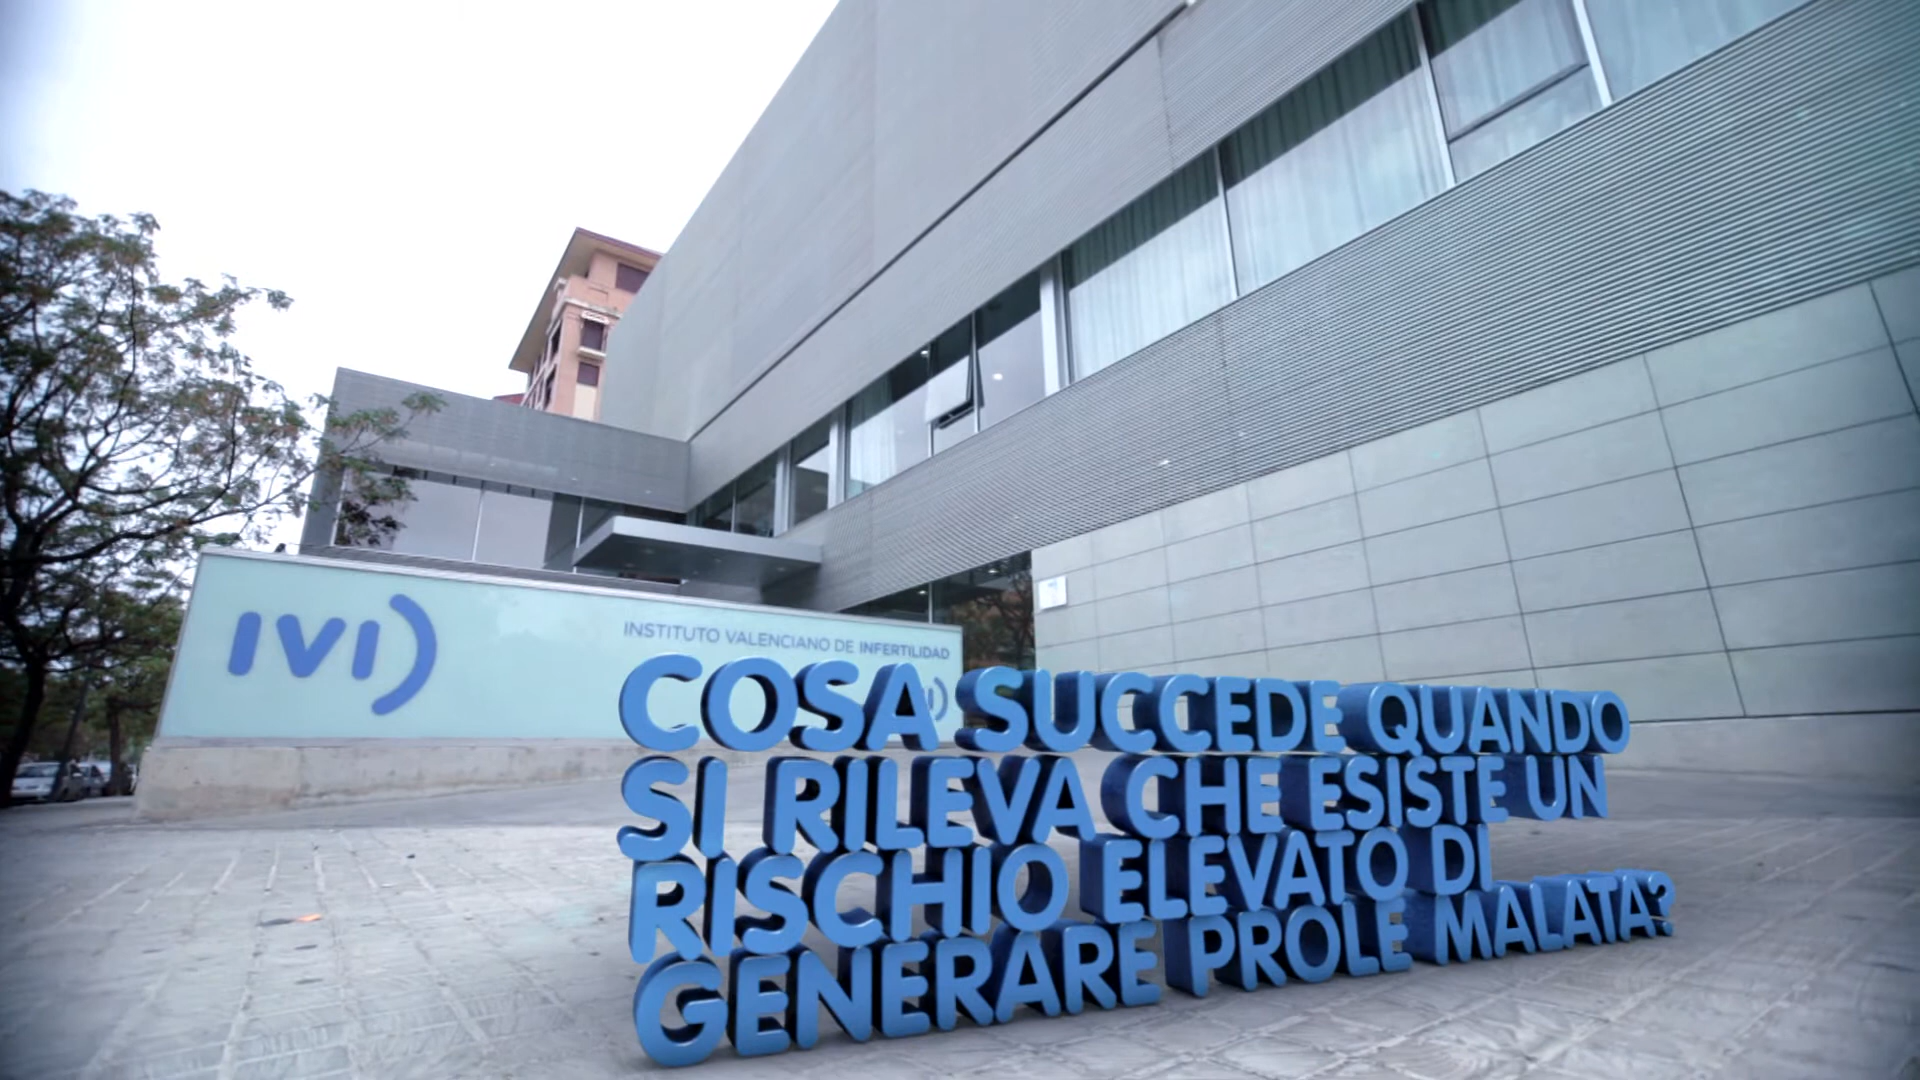 IVI
INSTITUTO VALENCIANO DE INFERTILIDAD
COSA SUCCEDE QUANDO
SI RILEVA CHE ESISTE UN
RISCHIO ELEVATO DI
GENERARE PROLE MALATA?